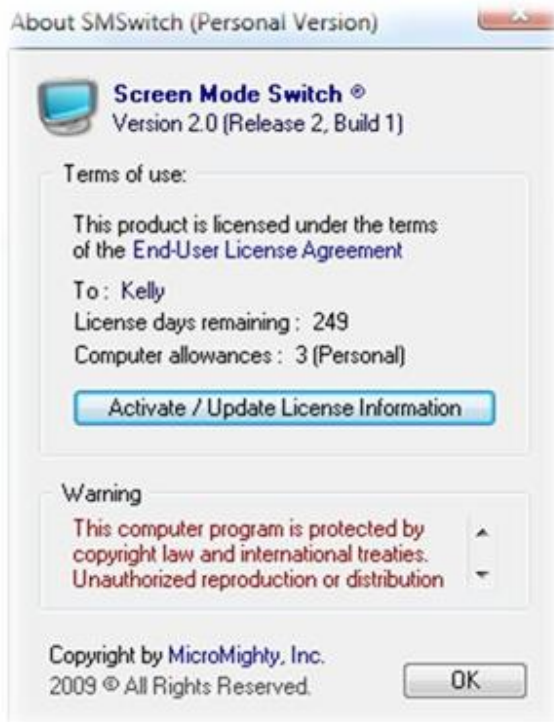 About SMSwitch (Personal Version)
Screen Mode Switch ®
Version 2.0 (Release 2, Build 1)
Terms of use:
This product is licensed under the terms
of the End-User License Agreement
To : Kelly
License days remaining : 249
Computer allowances : 3 (Personal)
Activate / Update License Information
Warning
This computer program is protected by
copyright law and international treaties.
Unauthorized reproduction or distribution
Copyright by MicroMighty, Inc.
2009 © All Rights Reserved.
OK